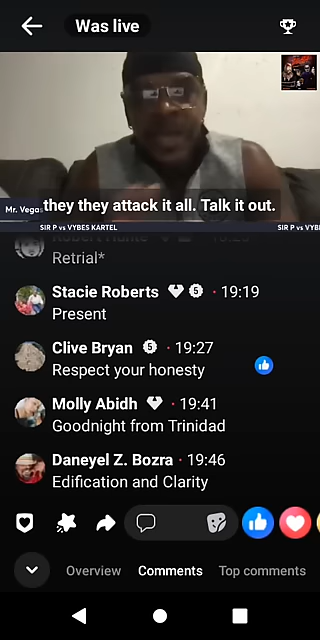 Was live
they they attack it all. Talk it out.
Mr. Vegas
SIR P vs VYBES KARTEL
SIR P vs VYB
Retrial*
Stacie Roberts 5 · 19:19
Present
Clive Bryan 5 · 19:27
Respect your honesty
Molly Abidh · 19:41
Goodnight from Trinidad
Daneyel Z. Bozra · 19:46
Edification and Clarity
Overview Comments Top comments